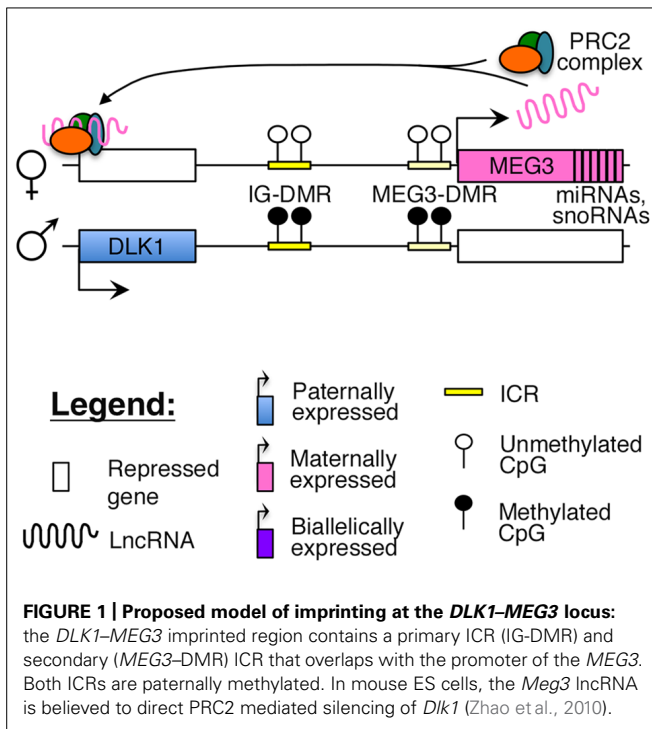 PRC2
complex
♀
MEG3
IG-DMR
MEG3-DMR
miRNAs,
snoRNAs
♂
DLK1
Legend:
Repressed
gene
LncRNA
Paternally
expressed
Maternally
expressed
Biallelically
expressed
ICR
Unmethylated
CpG
Methylated
CpG
FIGURE 1 | Proposed model of imprinting at the DLK1–MEG3 locus:
the DLK1–MEG3 imprinted region contains a primary ICR (IG-DMR) and
secondary (MEG3–DMR) ICR that overlaps with the promoter of the MEG3.
Both ICRs are paternally methylated. In mouse ES cells, the Meg3 lncRNA
is believed to direct PRC2 mediated silencing of Dlk1 (Zhao et al., 2010).